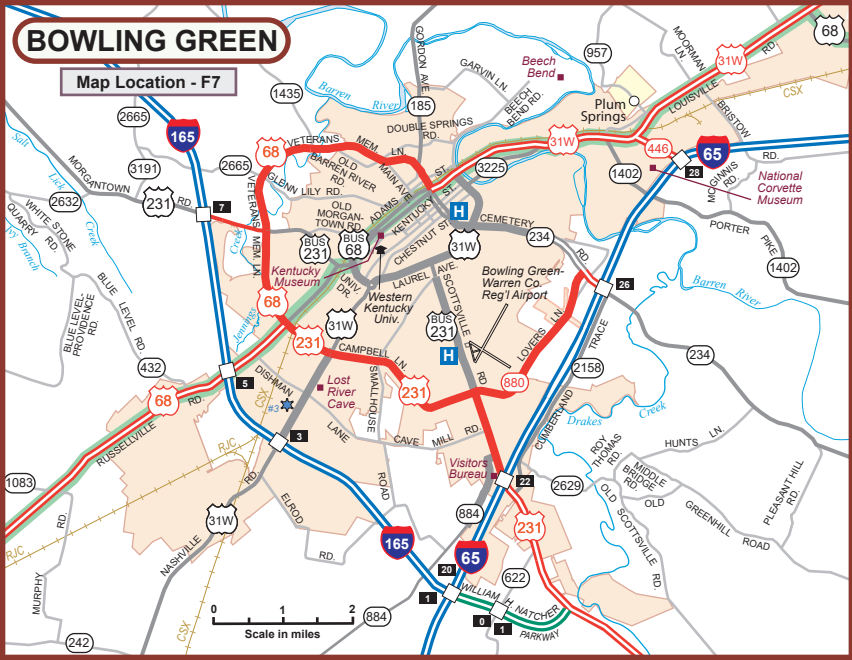 BOWLING GREEN
Map Location - F7
68
31W
LOUISVILLE
RD.
CSX
MOORMAN
LN.
BRISTOW
RD.
957
Beech
Bend
GARVIN LN.
BEECH
BEND RD.
Plum
Springs
GORDON AVE.
185
DOUBLE SPRINGS
RD.
Barren
River
1435
2665
165
3191
2665
68
VETERANS
MEM.
LN.
OLD
BARREN RIVER
RD.
GLENN LILY RD.
MAIN AVE.
ST.
ADAMS
KENTUCKY
ST.
CHESTNUT ST.
3225
31W
446
65
28
1402
MCGINNIS
RD.
National
Corvette
Museum
PORTER
PIKE
1402
Salt
Lick
Creek
MORGANTOWN
RD.
231
7
2632
WHITE STONE
QUARRY RD.
Ivy Branch
VETERANS MEM. LN.
OLD
MORGAN-
TOWN RD.
BUS
231
BUS
68
H
CEMETERY
RD.
234
31W
Creek
Jennings
Kentucky
Museum
Western
Kentucky
Univ.
UNIV.
DR.
LAUREL AVE.
SCOTTSVILLE
RD.
Bowling Green-
Warren Co.
Reg'l Airport
26
Barren
River
BLUE LEVEL RD.
BLUE LEVEL-
PROVIDENCE
RD.
68
31W
BUS
231
H
LOVERS
LN.
TRACE
CUMBERLAND
2158
234
231
CAMPBELL
LN.
432
5
68
RUSSELLVILLE
RD.
DISHMAN
LANE
CSX
#3
Lost
River
Cave
SMALLHOUSE
ROAD
231
880
Drakes
Creek
3
RJC
CAVE
MILL
RD.
ROY
THOMAS
RD.
HUNTS
LN.
MIDDLE
BRIDGE
RD.
PLEASANT HILL
RD.
Visitors
Bureau
22
2629
OLD
SCOTTSVILLE
RD.
OLD
GREENHILL
ROAD
1083
RD.
MURPHY
RJC
31W
NASHVILLE
RD.
ELROD
RD.
884
231
165
65
20
1
622
WILLIAM H. NATCHER
PARKWAY
0
1
884
242
CSX
0
1
2
Scale in miles